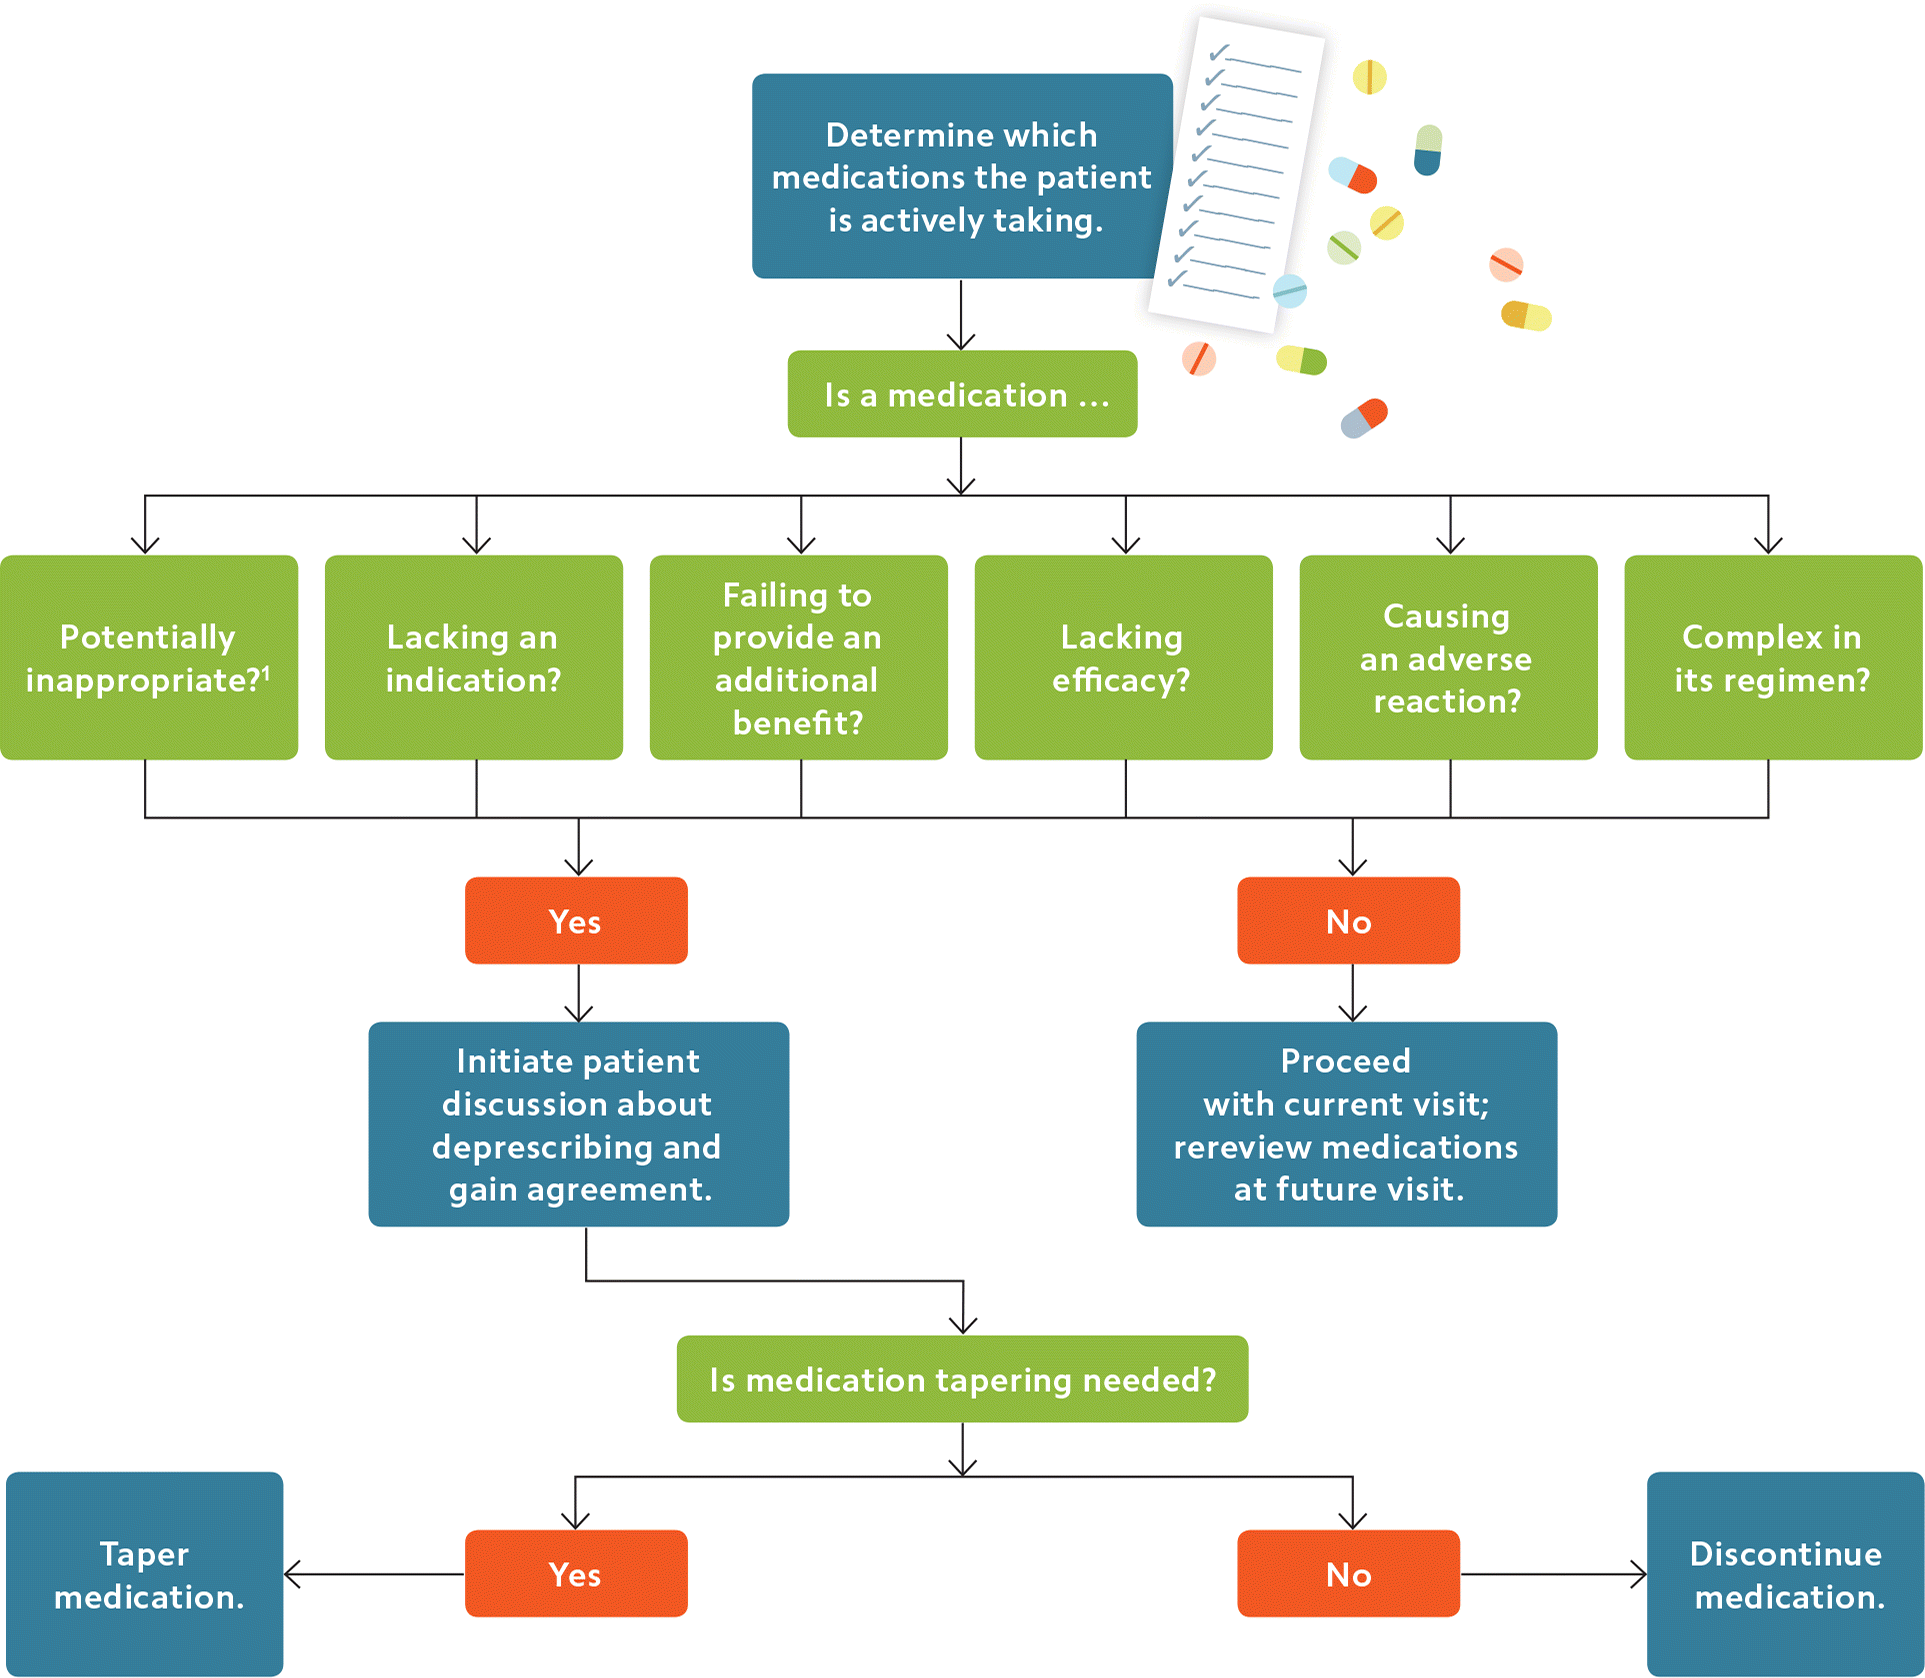 Determine which
medications the patient
is actively taking.
Is a medication ...
Potentially
inappropriate?¹
Lacking an
indication?
Failing to
provide an
additional
benefit?
Lacking
efficacy?
Causing
an adverse
reaction?
Complex in
its regimen?
Yes
No
Initiate patient
discussion about
deprescribing and
gain agreement.
Proceed
with current visit;
rereview medications
at future visit.
Is medication tapering needed?
Taper
medication.
Yes
No
Discontinue
medication.